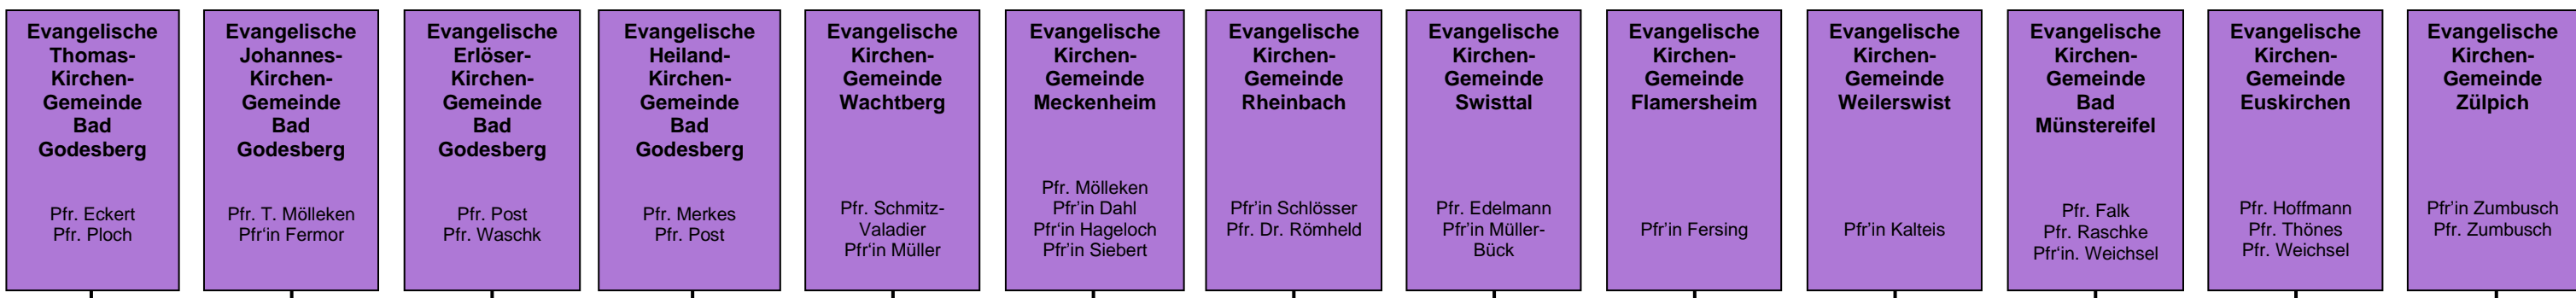 Evangelische
Thomas-
Kirchen-
Gemeinde
Bad
Godesberg
Pfr. Eckert
Pfr. Ploch
Evangelische
Johannes-
Kirchen-
Gemeinde
Bad
Godesberg
Pfr. T. Mölleken
Pfr‘in Fermor
Evangelische
Erlöser-
Kirchen-
Gemeinde
Bad
Godesberg
Pfr. Post
Pfr. Waschk
Evangelische
Heiland-
Kirchen-
Gemeinde
Bad
Godesberg
Pfr. Merkes
Pfr. Post
Evangelische
Kirchen-
Gemeinde
Wachtberg
Pfr. Schmitz-
Valadier
Pfr‘in Müller
Evangelische
Kirchen-
Gemeinde
Meckenheim
Pfr. Mölleken
Pfr’in Dahl
Pfr‘in Hageloch
Pfr’in Siebert
Evangelische
Kirchen-
Gemeinde
Rheinbach
Pfr’in Schlösser
Pfr. Dr. Römheld
Evangelische
Kirchen-
Gemeinde
Swisttal
Pfr. Edelmann
Pfr’in Müller-
Bück
Evangelische
Kirchen-
Gemeinde
Flamersheim
Pfr’in Fersing
Evangelische
Kirchen-
Gemeinde
Weilerswist
Pfr’in Kalteis
Evangelische
Kirchen-
Gemeinde
Bad
Münstereifel
Pfr. Falk
Pfr. Raschke
Pfr‘in. Weichsel
Evangelische
Kirchen-
Gemeinde
Euskirchen
Pfr. Hoffmann
Pfr. Thönes
Pfr. Weichsel
Evangelische
Kirchen-
Gemeinde
Zülpich
Pfr’in Zumbusch
Pfr. Zumbusch